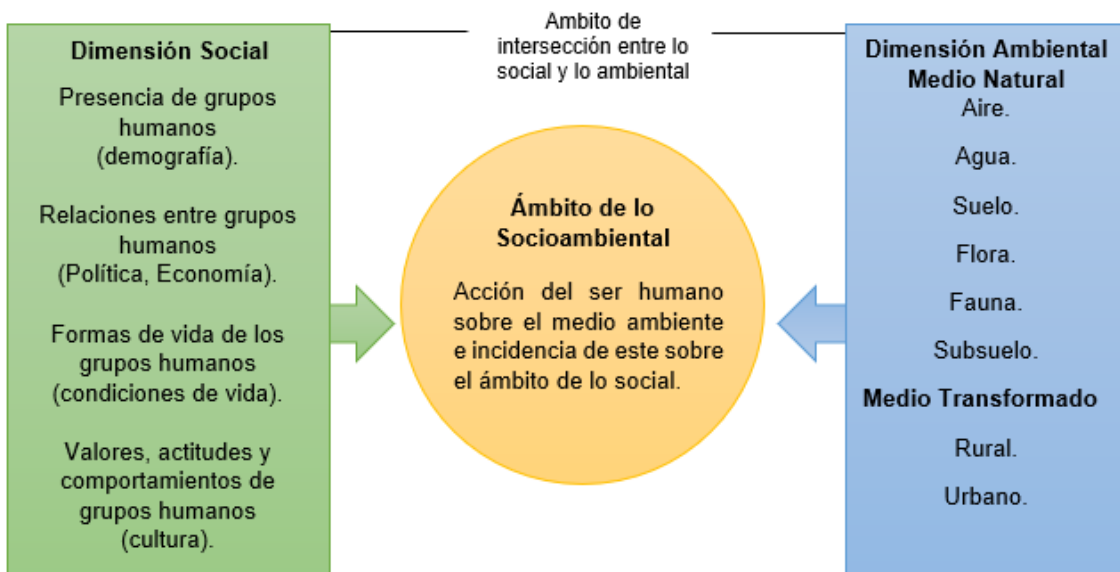 Dimensión Social
Presencia de grupos
humanos
(demografía).
Relaciones entre grupos
humanos
(Política, Economía).
Formas de vida de los
grupos humanos
(condiciones de vida).
Valores, actitudes y
comportamientos de
grupos humanos
(cultura).
Ambito de
intersección entre lo
social y lo ambiental
Ámbito de lo
Socioambiental
Acción del ser humano
sobre el medio ambiente
e incidencia de este sobre
el ámbito de lo social.
Dimensión Ambiental
Medio Natural
Aire.
Agua.
Suelo.
Flora.
Fauna.
Subsuelo.
Medio Transformado
Rural.
Urbano.